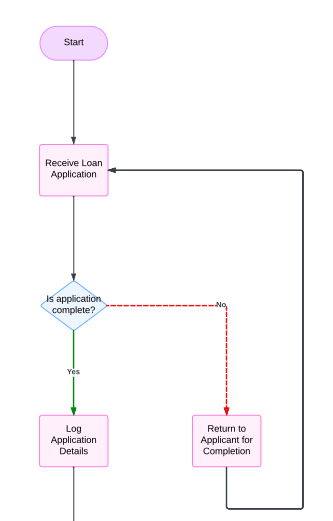 Start
Receive Loan
Application
Is application
complete?
No
Yes
Log
Application
Details
Return to
Applicant for
Completion